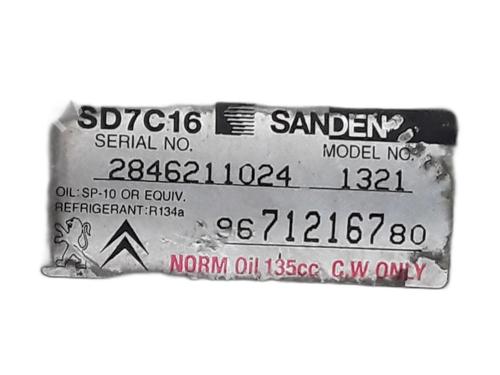 SD7C16 SANDEN
SERIAL NO. MODEL NO.
2846211024 1321
OIL: SP-10 OR EQUIV.
REFRIGERANT: R134a
9671216780
NORM Oil 135cc C.W ONLY